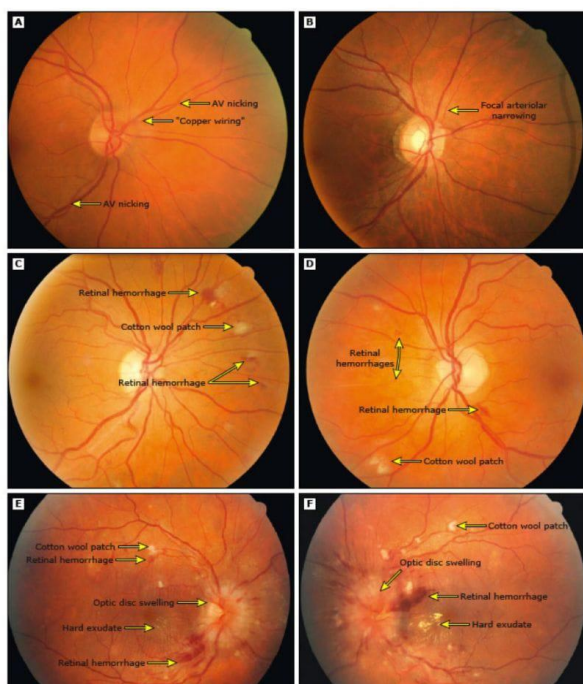 A
AV nicking
"Copper wiring"
AV nicking
B
Focal arteriolar
narrowing
C
Retinal hemorrhage
Cotton wool patch
Retinal hemorrhage
D
Retinal
hemorrhages
Retinal hemorrhage
Cotton wool patch
E
Cotton wool patch
Retinal hemorrhage
Optic disc swelling
Hard exudate
Retinal hemorrhage
F
Cotton wool patch
Optic disc swelling
Retinal hemorrhage
Hard exudate